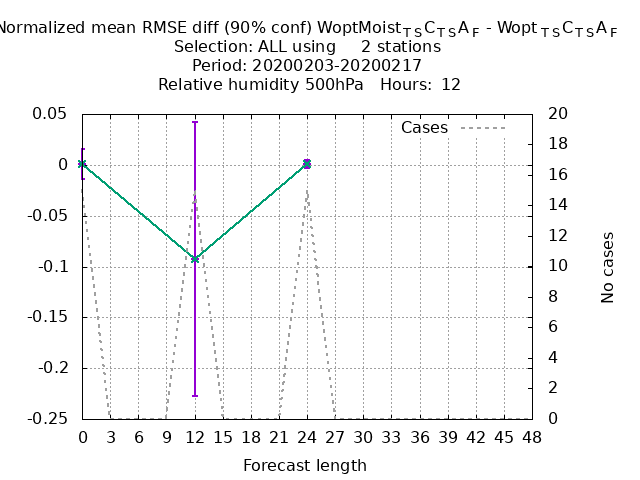 Normalized mean RMSE diff (90% conf) WoptMoist_TSC_TSA_F - Wopt_TSC_TSA_F
Selection: ALL using 2 stations
Period: 20200203-20200217
Relative humidity 500hPa Hours: 12
0.05
0
-0.05
-0.1
-0.15
-0.2
-0.25
Cases
20
18
16
14
12
10
8
6
4
2
0
No cases
0 3 6 9 12 15 18 21 24 27 30 33 36 39 42 45 48
Forecast length